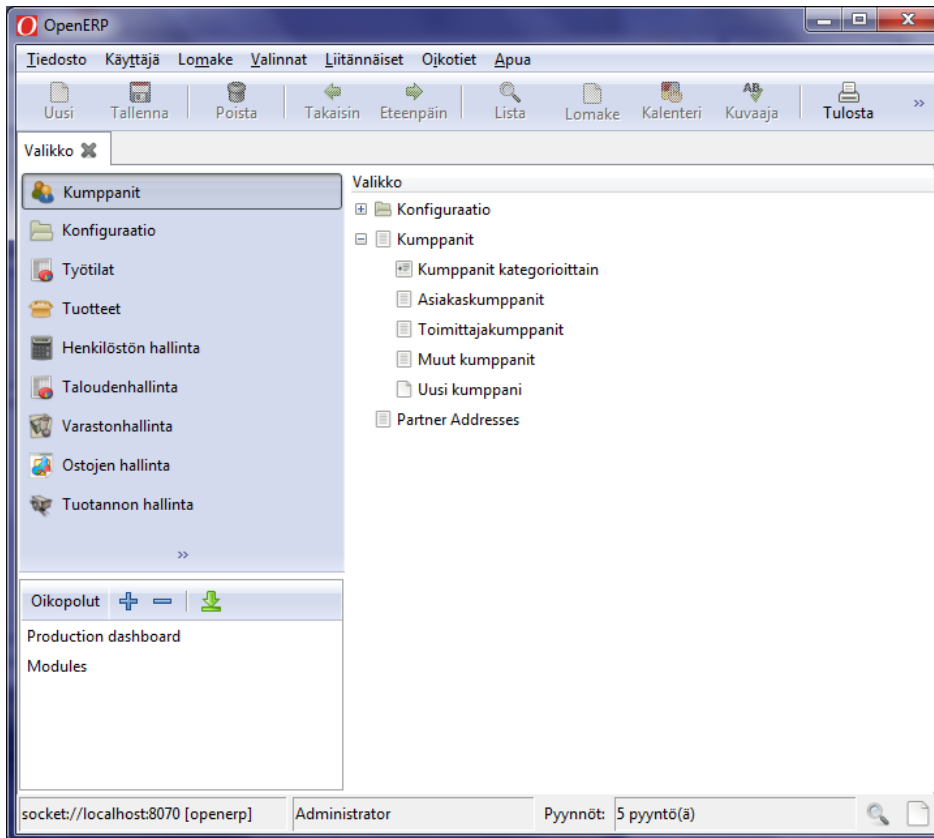 OpenERP
Tiedosto Käyttäjä Lomake Valinnat Liitännäiset Oikotiet Apua
Uusi Tallenna Poista Takaisin Eteenpäin Lista Lomake Kalenteri Kuvaaja Tulosta »
Valikko
Kumppanit
Konfiguraatio
Työtilat
Tuotteet
Henkilöstön hallinta
Taloudenhallinta
Varastonhallinta
Ostojen hallinta
Tuotannon hallinta
»
Oikopolut
Production dashboard
Modules
Valikko
Konfiguraatio
Kumppanit
Kumppanit kategorioittain
Asiakaskumppanit
Toimittajakumppanit
Muut kumppanit
Uusi kumppani
Partner Addresses
socket://localhost:8070 [openerp] Administrator Pyynnöt: 5 pyyntö(ä)